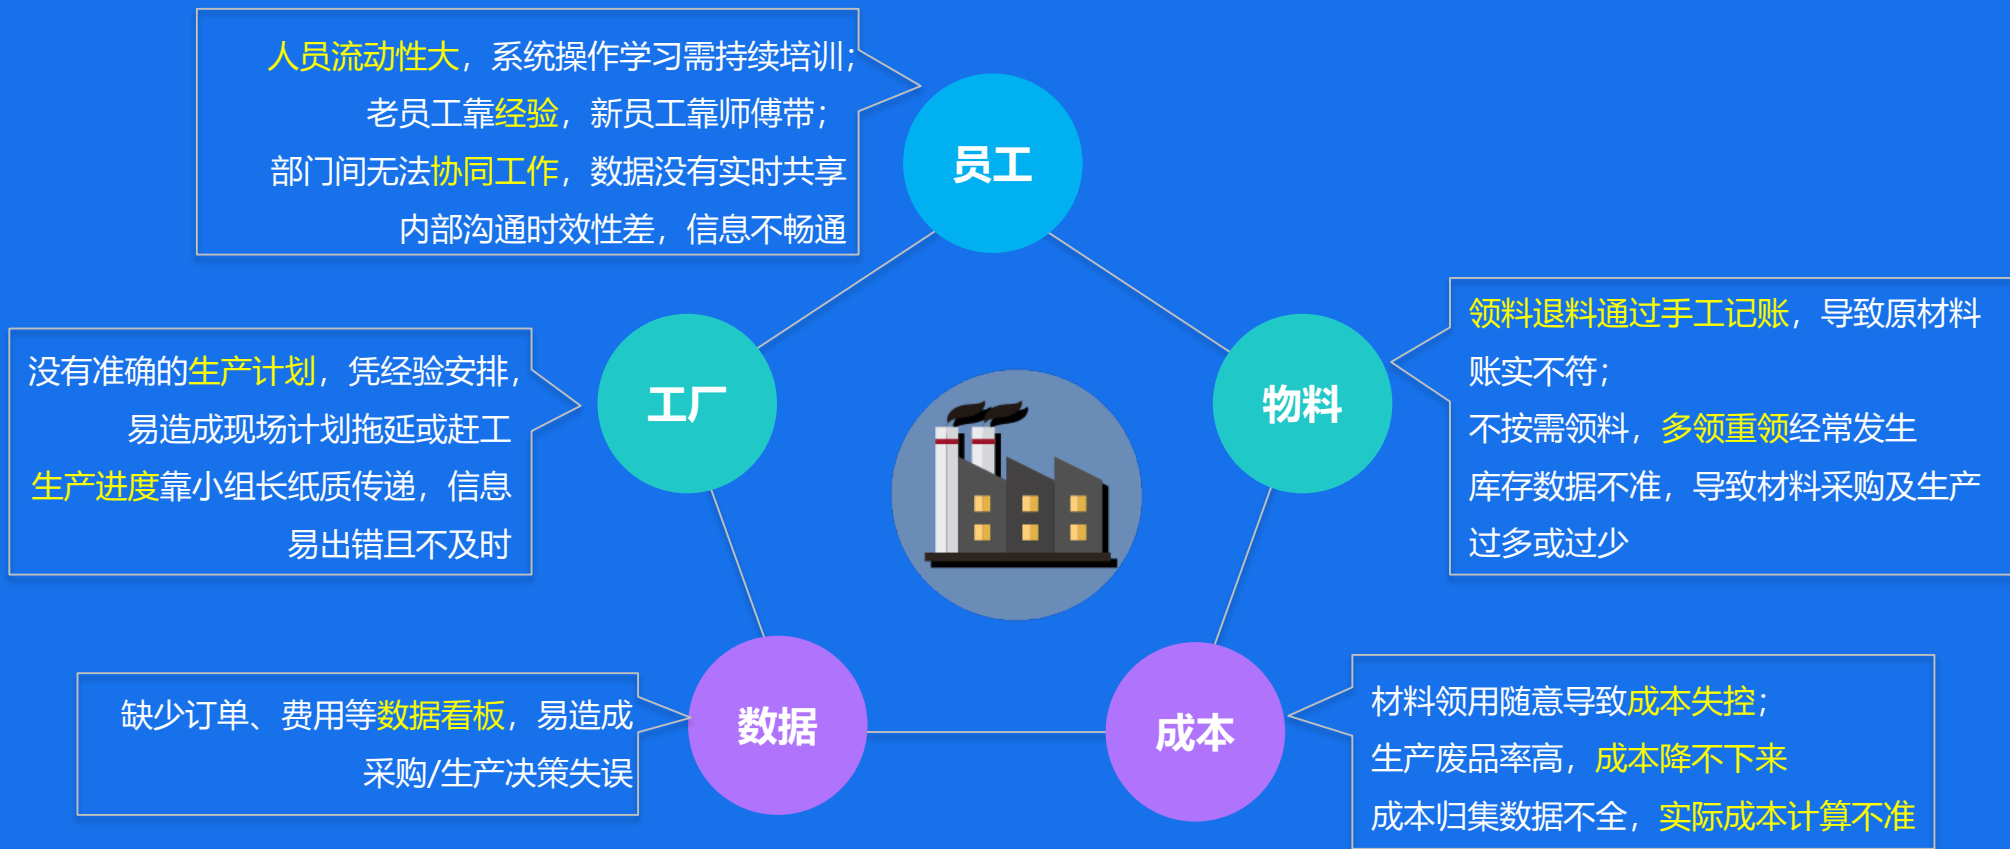 人员流动性大，系统操作学习需持续培训；
老员工靠经验，新员工靠师傅带；
部门间无法协同工作，数据没有实时共享
内部沟通时效性差，信息不畅通
员工
没有准确的生产计划，凭经验安排，
易造成现场计划拖延或赶工
生产进度靠小组长纸质传递，信息
易出错且不及时
工厂
物料
领料退料通过手工记账，导致原材料
账实不符；
不按需领料，多领重领经常发生
库存数据不准，导致材料采购及生产
过多或过少
缺少订单、费用等数据看板，易造成
采购/生产决策失误
数据
成本
材料领用随意导致成本失控；
生产废品率高，成本降不下来
成本归集数据不全，实际成本计算不准